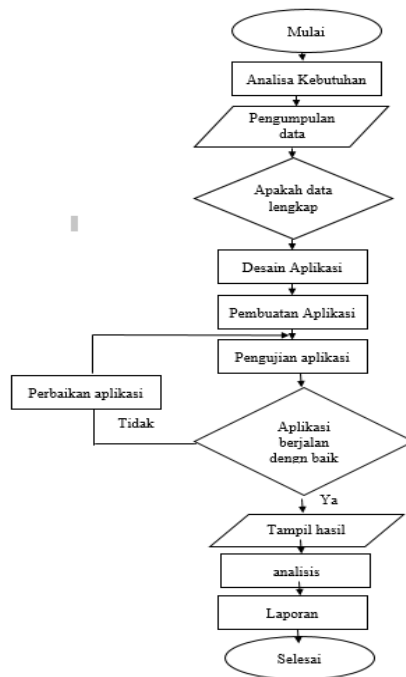 Mulai
Analisa Kebutuhan
Pengumpulan
data
Apakah data
lengkap
Desain Aplikasi
Pembuatan Aplikasi
Pengujian aplikasi
Perbaikan aplikasi
Tidak
Aplikasi
berjalan
dengn baik
Ya
Tampil hasil
analisis
Laporan
Selesai